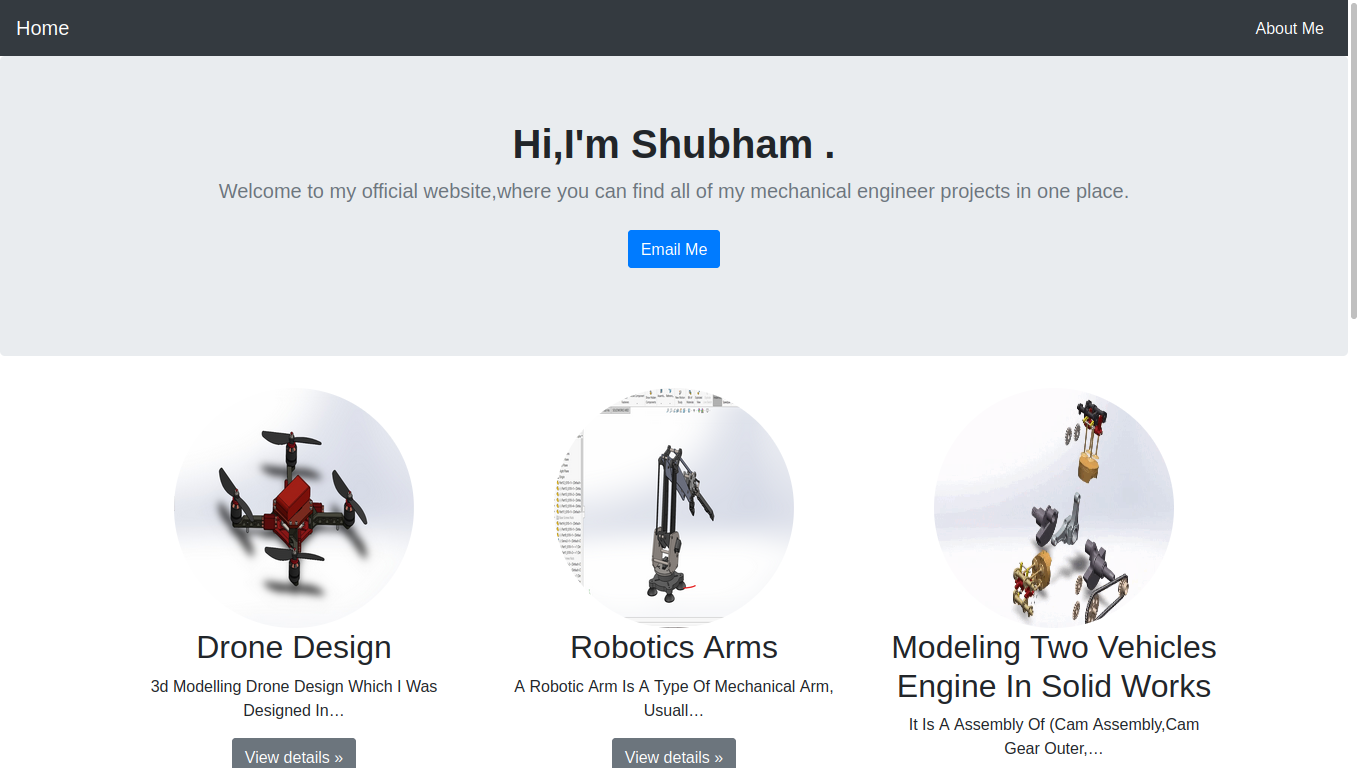 Home
About Me
Hi,I'm Shubham .
Welcome to my official website,where you can find all of my mechanical engineer projects in one place.
Email Me
Drone Design
3d Modelling Drone Design Which I Was
Designed In…
View details »
Robotics Arms
A Robotic Arm Is A Type Of Mechanical Arm,
Usuall…
View details »
Modeling Two Vehicles
Engine In Solid Works
It Is A Assembly Of (Cam Assembly,Cam
Gear Outer,…